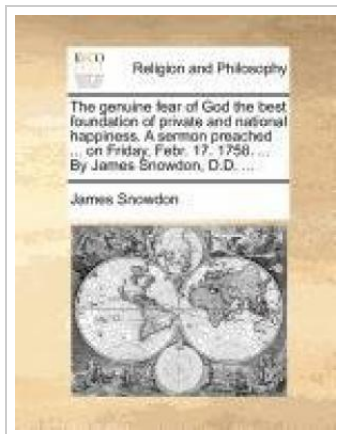 ECCO
Religion and Philosophy
The genuine fear of God the best
foundation of private and national
happiness. A sermon preached
... on Friday, Febr. 17. 1758. ...
By James Snowdon, D.D. ...
James Snowdon